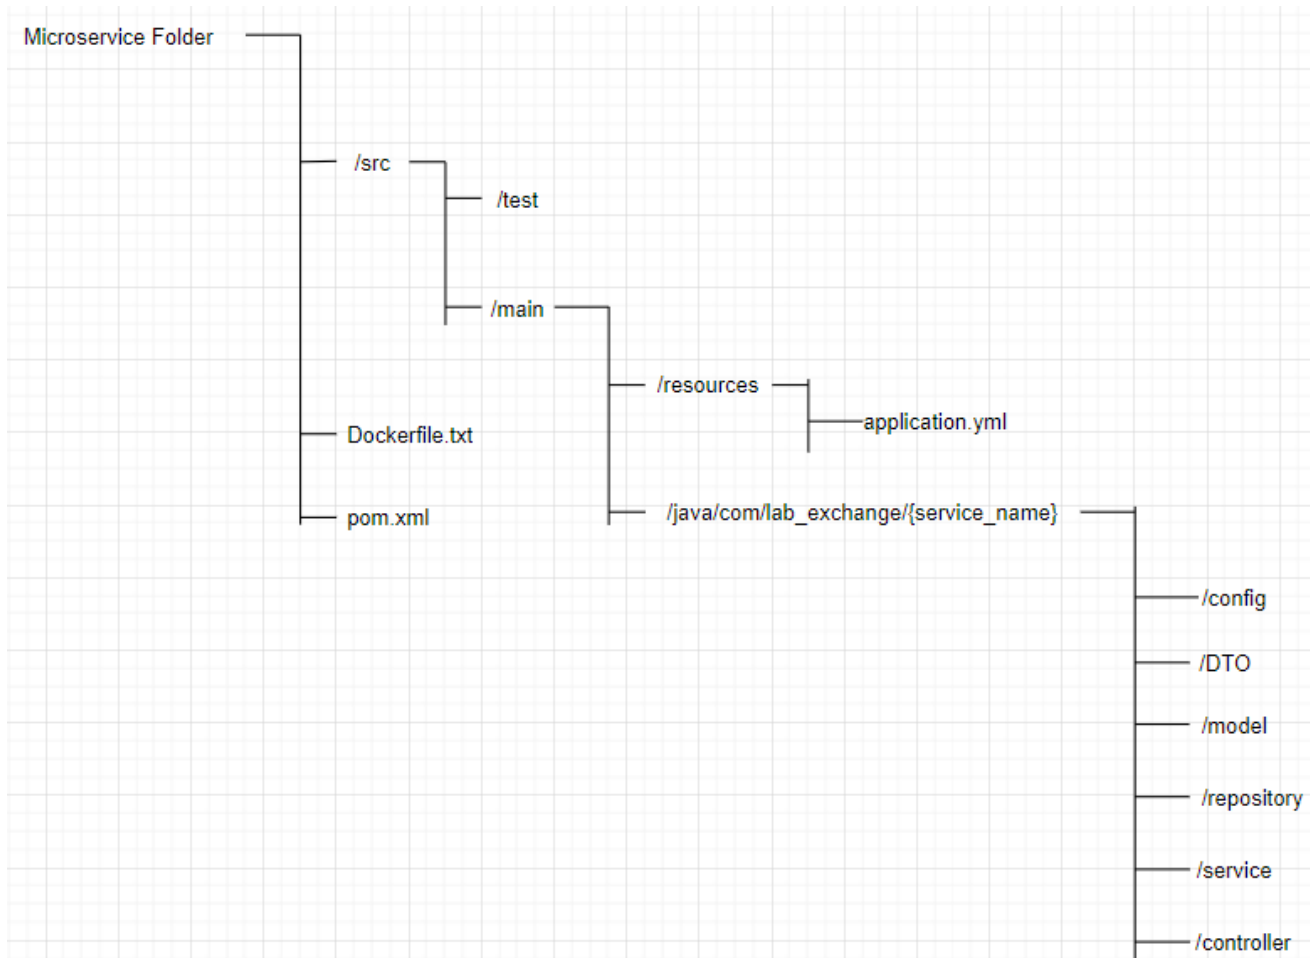 Microservice Folder
/src
/test
/main
/resources
application.yml
Dockerfile.txt
pom.xml
/java/com/lab_exchange/{service_name}
/config
/DTO
/model
/repository
/service
/controller